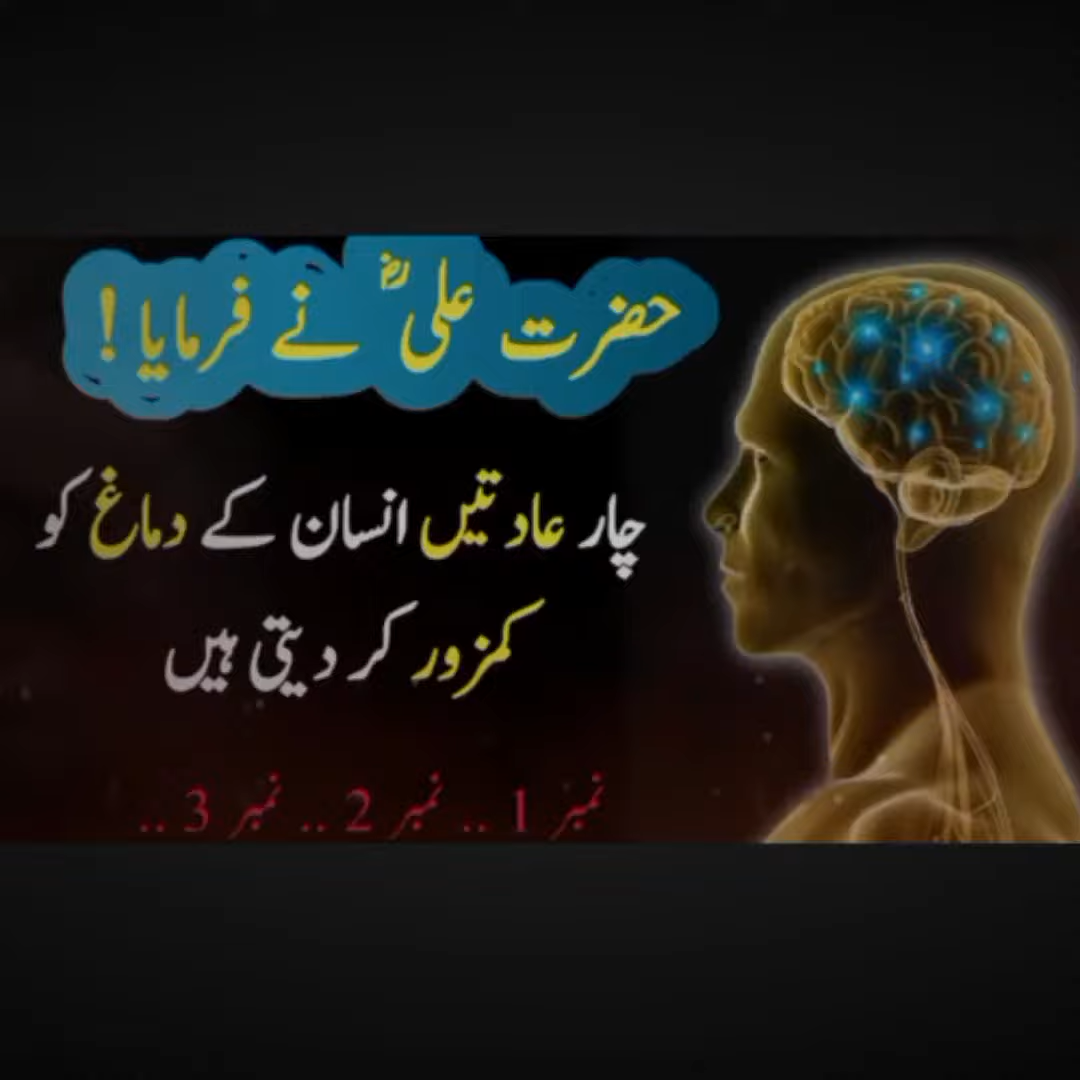 حضرت علیؓ نے فرمایا !
چار عادتیں انسان کے دماغ کو
کمزور کر دیتی ہیں
نمبر 1 .. نمبر 2 .. نمبر 3 ..